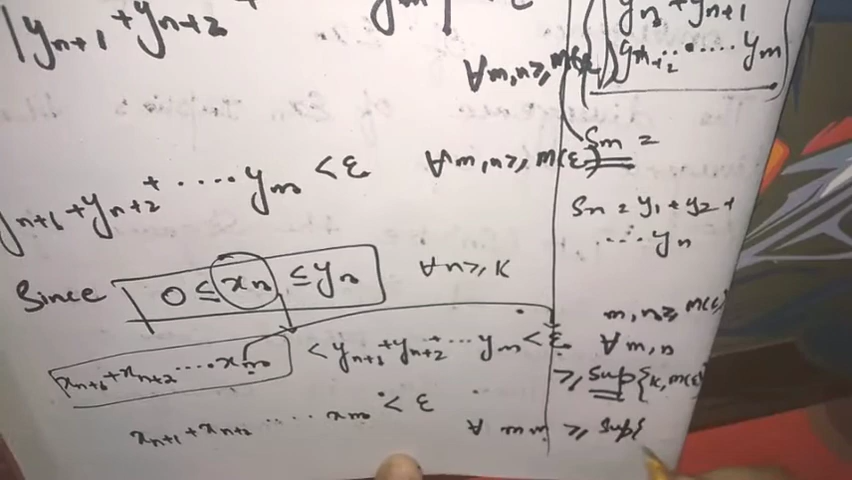 |yn+1 + yn+2 +
∀m,n≥ m(ε)
yn+1 + yn+2 + ..... ym < ε ∀m,n≥ m(ε)
Since 0 ≤ xn ≤ yn ∀n≥K
xn+1 + xn+2 ..... xm < yn+1 + yn+2 + ... ym < ε.
xn+1 + xn+2 ..... xm < ε ∀ m,n ≥ sup{
yn + yn+1
yn+2 ...... ym
Sm =
Sn = y1 + y2 +
..... yn
m,n≥ m(ε)
∀ m,n
≥ sup{K, m(ε)